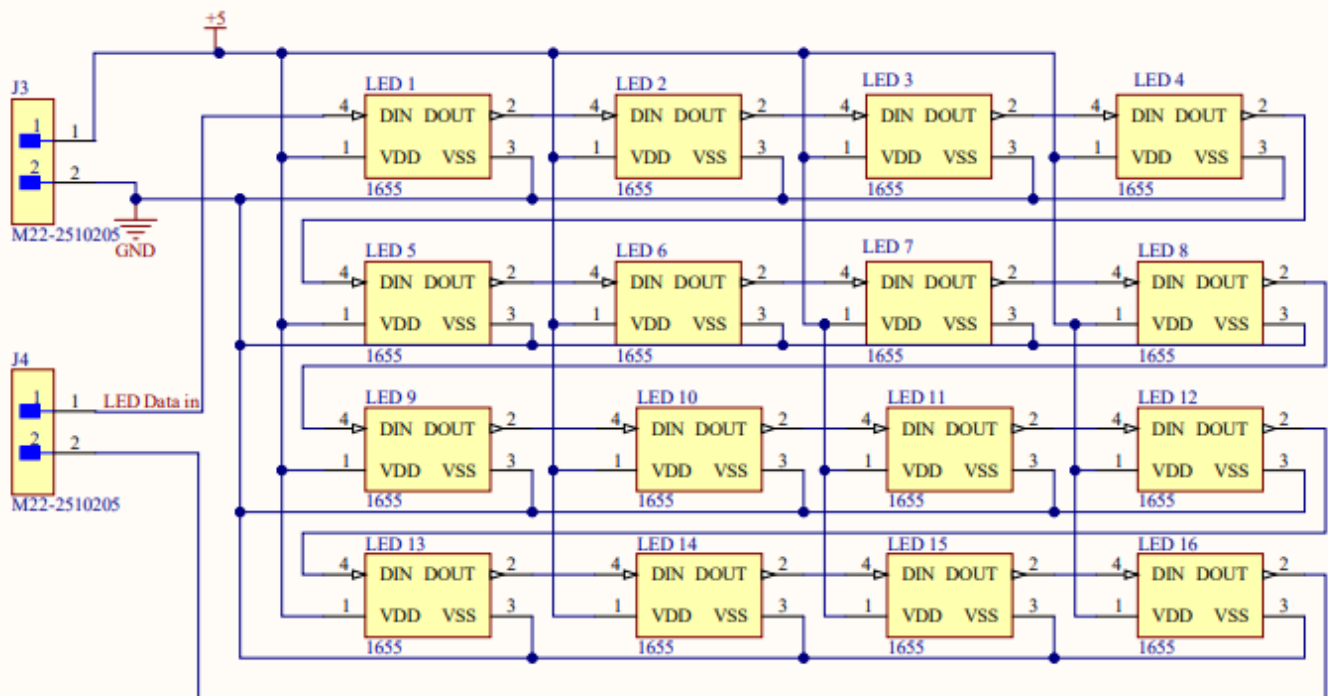 +5
J3
1 1
2 2
M22-2510205
GND
LED 1 LED 2 LED 3 LED 4
4 DIN DOUT 2 4 DIN DOUT 2 4 DIN DOUT 2 4 DIN DOUT 2
1 VDD VSS 3 1 VDD VSS 3 1 VDD VSS 3 1 VDD VSS 3
1655 1655 1655 1655
LED 5 LED 6 LED 7 LED 8
4 DIN DOUT 2 4 DIN DOUT 2 4 DIN DOUT 2 4 DIN DOUT 2
1 VDD VSS 3 1 VDD VSS 3 1 VDD VSS 3 1 VDD VSS 3
1655 1655 1655 1655
J4
1 1 LED Data in
2 2
M22-2510205
LED 9 LED 10 LED 11 LED 12
4 DIN DOUT 2 4 DIN DOUT 2 4 DIN DOUT 2 4 DIN DOUT 2
1 VDD VSS 3 1 VDD VSS 3 1 VDD VSS 3 1 VDD VSS 3
1655 1655 1655 1655
LED 13 LED 14 LED 15 LED 16
4 DIN DOUT 2 4 DIN DOUT 2 4 DIN DOUT 2 4 DIN DOUT 2
1 VDD VSS 3 1 VDD VSS 3 1 VDD VSS 3 1 VDD VSS 3
1655 1655 1655 1655